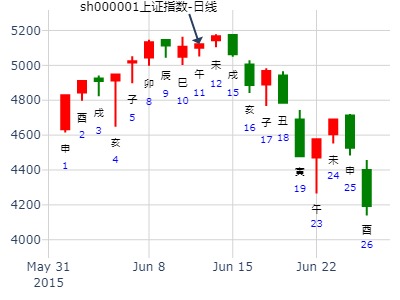 sh000001上证指数-日线
5200
5000
4800
4600
4400
4200
4000
申
1
酉
2
戌
3
亥
4
子
5
卯
8
辰
9
巳
10
午
11
未
12
戌
15
亥
16
子
17
丑
18
寅
19
午
23
未
24
申
25
酉
26
May 31
2015
Jun 8
Jun 15
Jun 22